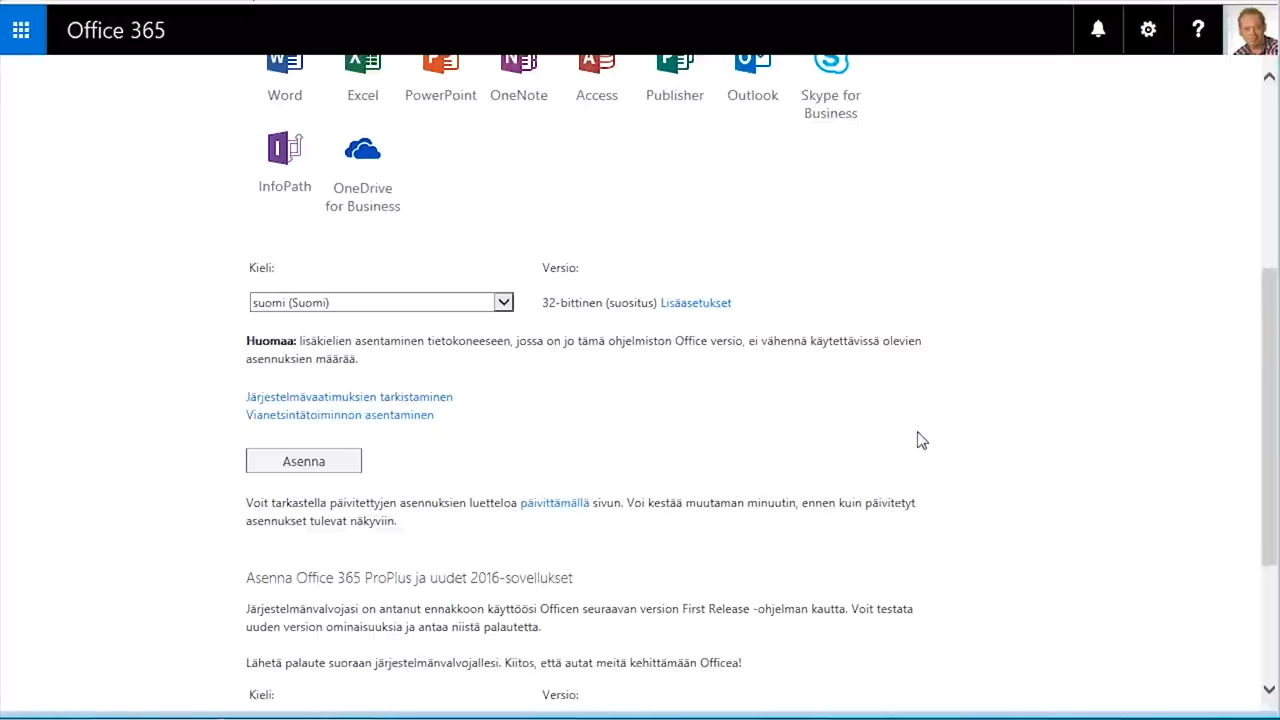 Office 365
Word Excel PowerPoint OneNote Access Publisher Outlook Skype for
Business
InfoPath OneDrive
for Business
Kieli: Versio:
suomi (Suomi) 32-bittinen (suositus) Lisäasetukset
Huomaa: lisäkielien asentaminen tietokoneeseen, jossa on jo tämä ohjelmiston Office versio, ei vähennä käytettävissä olevien
asennuksien määrää.
Järjestelmävaatimuksien tarkistaminen
Vianetsintätoiminnon asentaminen
Asenna
Voit tarkastella päivitettyjen asennuksien luetteloa päivittämällä sivun. Voi kestää muutaman minuutin, ennen kuin päivitetyt
asennukset tulevat näkyviin.
Asenna Office 365 ProPlus ja uudet 2016-sovellukset
Järjestelmänvalvojasi on antanut ennakkoon käyttöösi Officen seuraavan version First Release -ohjelman kautta. Voit testata
uuden version ominaisuuksia ja antaa niistä palautetta.
Lähetä palaute suoraan järjestelmänvalvojallesi. Kiitos, että autat meitä kehittämään Officea!
Kieli: Versio: